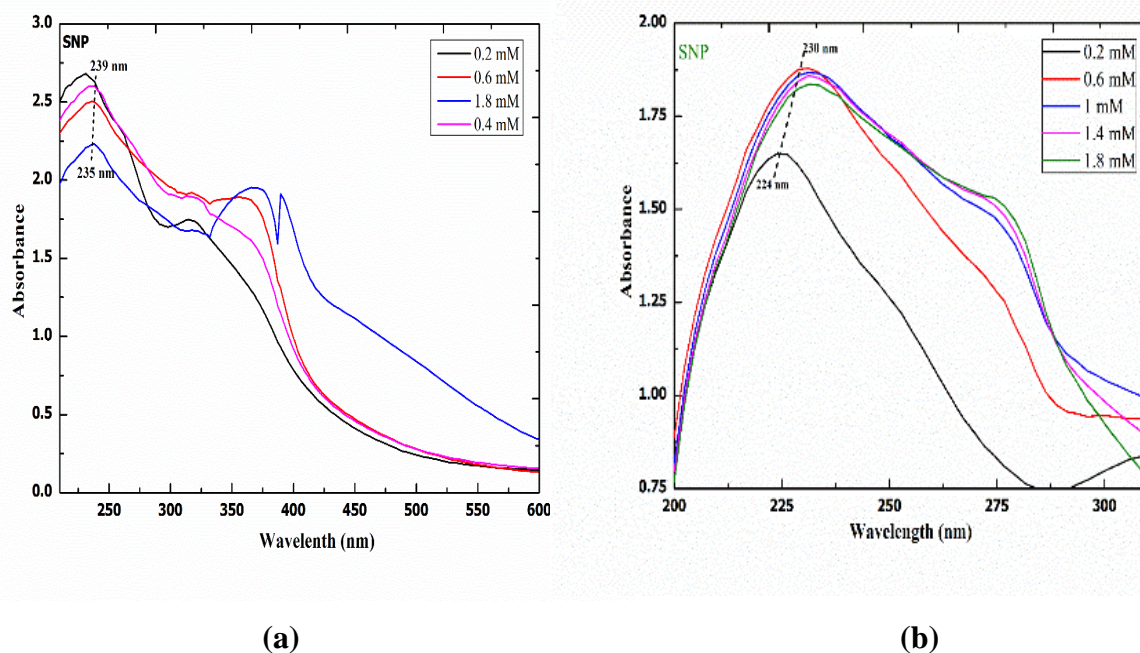 SNP
239 nm
235 nm
0.2 mM
0.6 mM
1.8 mM
0.4 mM
3.0
2.5
2.0
1.5
1.0
0.5
0.0
Absorbance
250
300
350
400
450
500
550
600
Wavelenth (nm)
(a)
SNP
230 nm
224 nm
0.2 mM
0.6 mM
1 mM
1.4 mM
1.8 mM
2.00
1.75
1.50
1.25
1.00
0.75
Absorbance
200
225
250
275
300
Wavelength (nm)
(b)